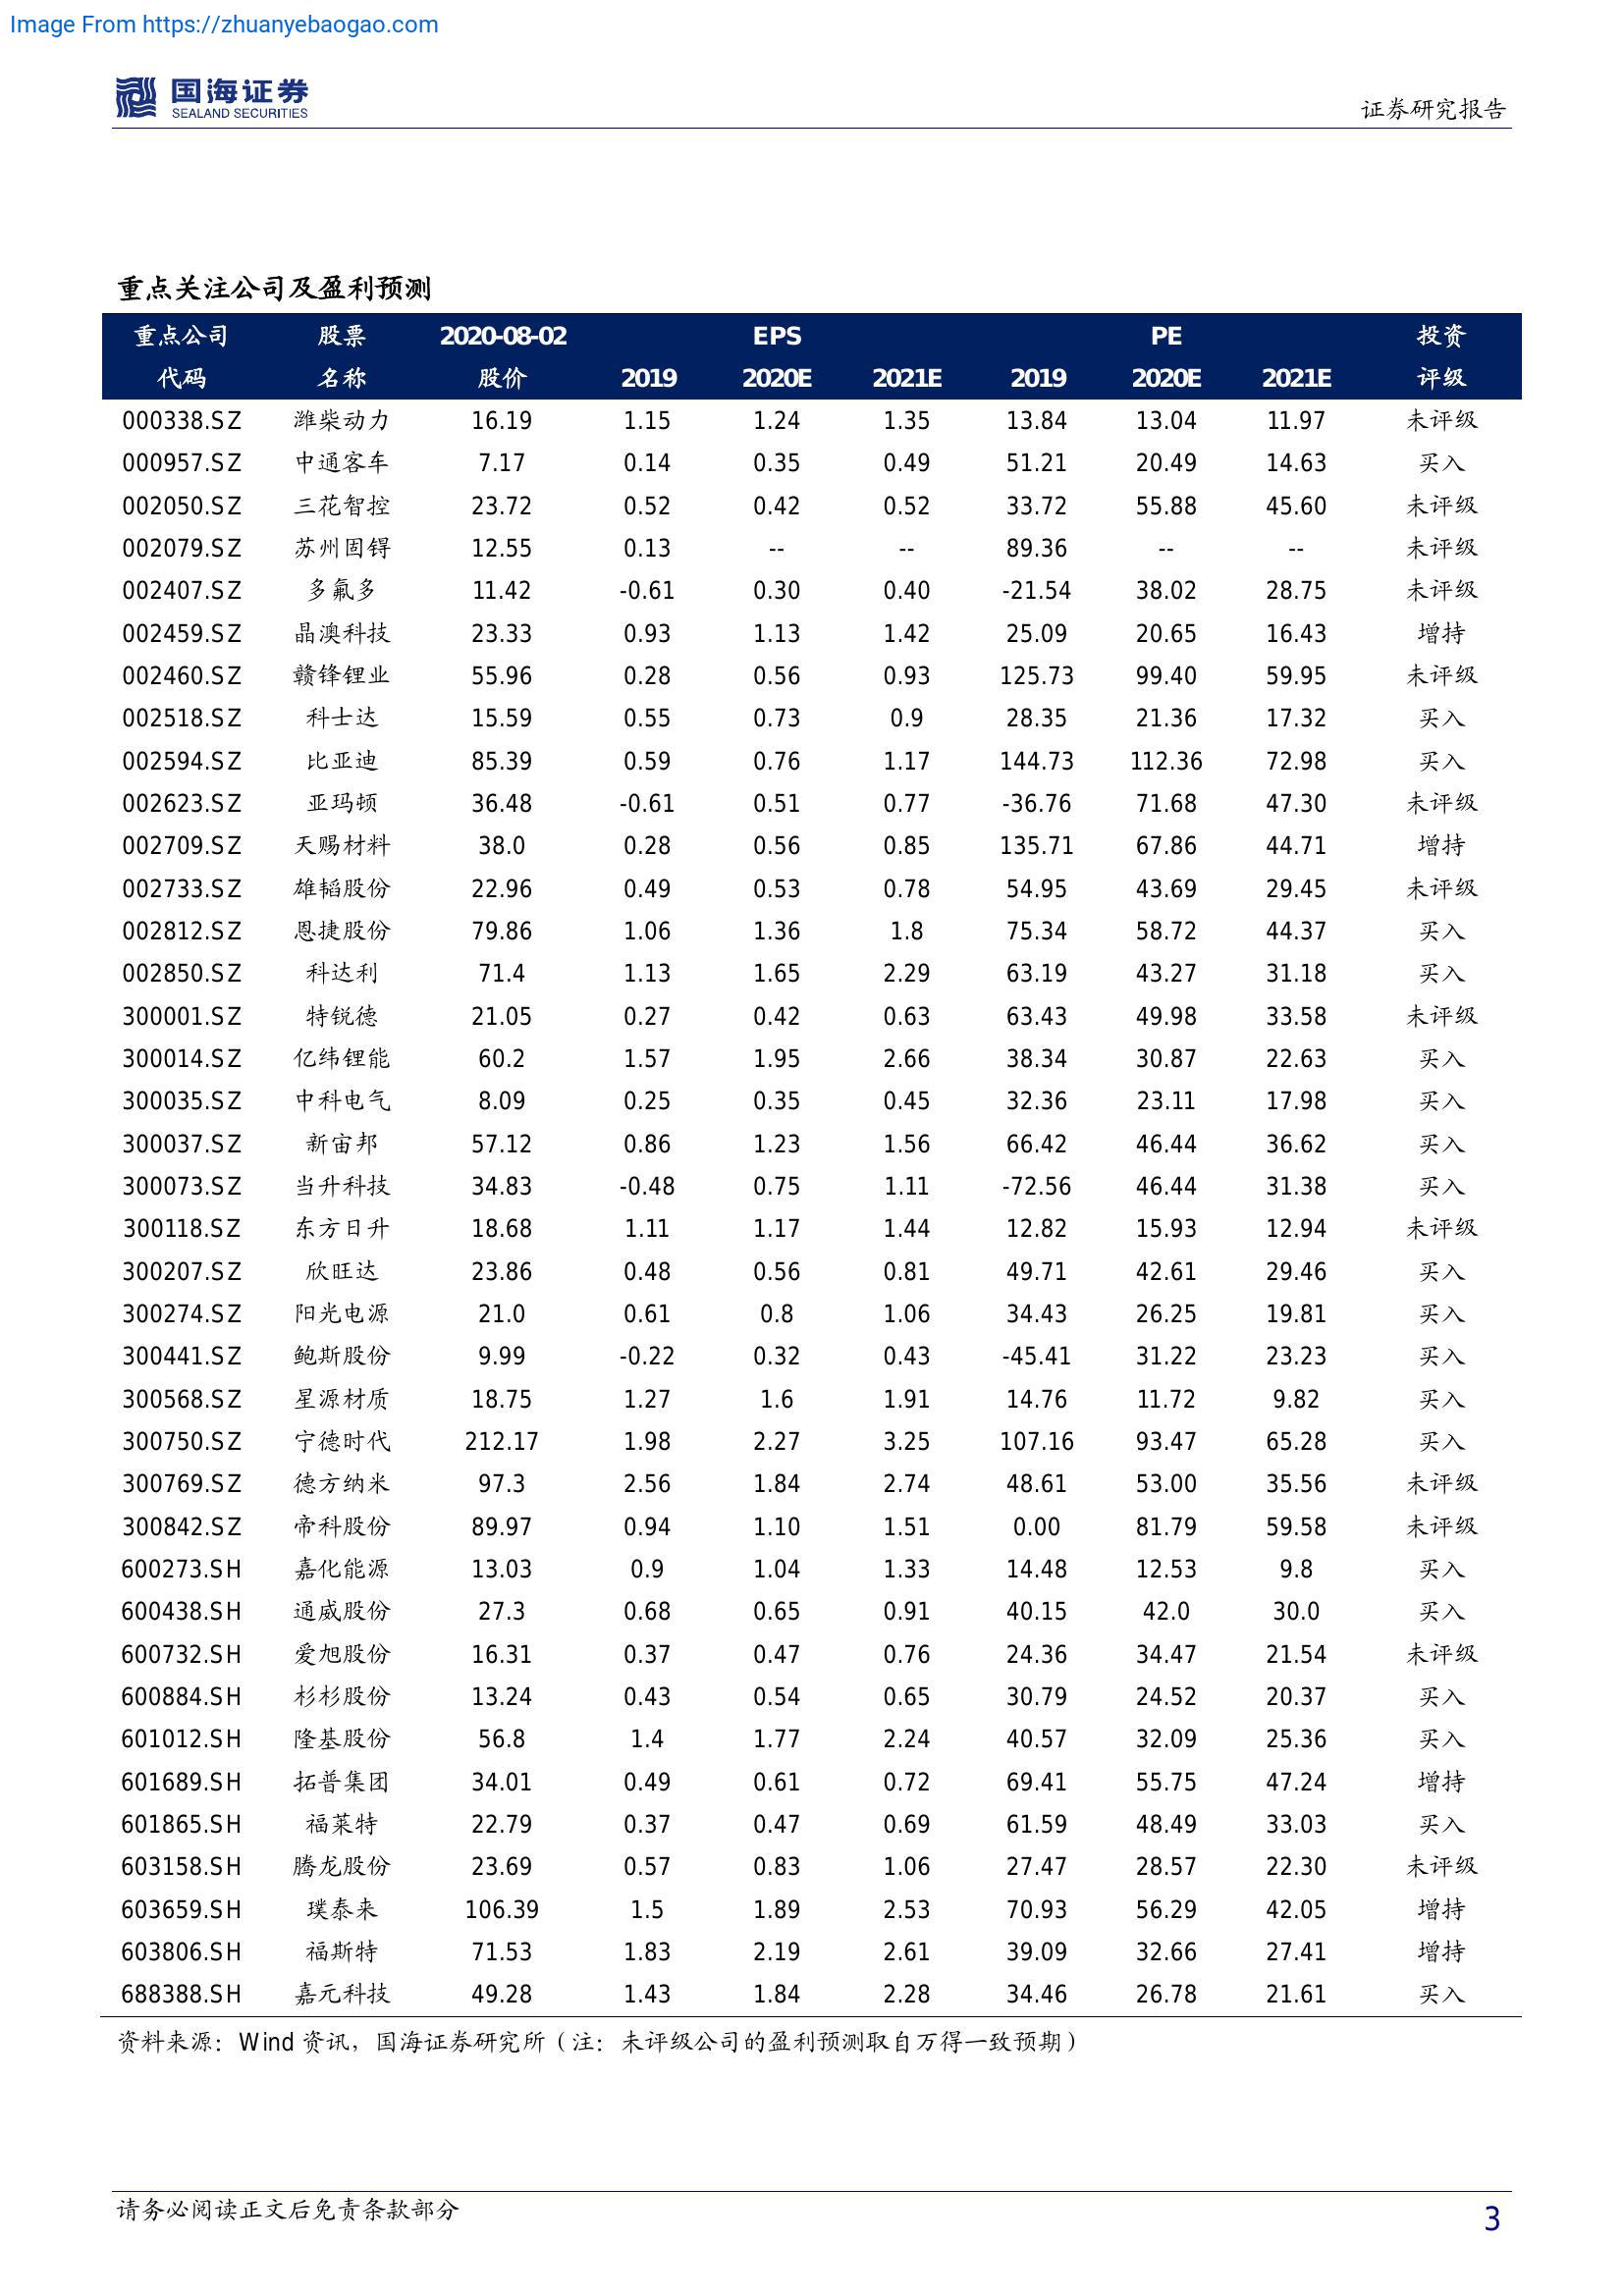 Image From https://zhuanyebaogao.com
国海证券
SEALAND SECURITIES
证券研究报告
重点关注公司及盈利预测
重点公司 股票 2020-08-02 EPS PE 投资
代码 名称 股价 2019 2020E 2021E 2019 2020E 2021E 评级
000338.SZ 潍柴动力 16.19 1.15 1.24 1.35 13.84 13.04 11.97 未评级
000957.SZ 中通客车 7.17 0.14 0.35 0.49 51.21 20.49 14.63 买入
002050.SZ 三花智控 23.72 0.52 0.42 0.52 33.72 55.88 45.60 未评级
002079.SZ 苏州固锝 12.55 0.13 -- -- 89.36 -- -- 未评级
002407.SZ 多氟多 11.42 -0.61 0.30 0.40 -21.54 38.02 28.75 未评级
002459.SZ 晶澳科技 23.33 0.93 1.13 1.42 25.09 20.65 16.43 增持
002460.SZ 赣锋锂业 55.96 0.28 0.56 0.93 125.73 99.40 59.95 未评级
002518.SZ 科士达 15.59 0.55 0.73 0.9 28.35 21.36 17.32 买入
002594.SZ 比亚迪 85.39 0.59 0.76 1.17 144.73 112.36 72.98 买入
002623.SZ 亚玛顿 36.48 -0.61 0.51 0.77 -36.76 71.68 47.30 未评级
002709.SZ 天赐材料 38.0 0.28 0.56 0.85 135.71 67.86 44.71 增持
002733.SZ 雄韬股份 22.96 0.49 0.53 0.78 54.95 43.69 29.45 未评级
002812.SZ 恩捷股份 79.86 1.06 1.36 1.8 75.34 58.72 44.37 买入
002850.SZ 科达利 71.4 1.13 1.65 2.29 63.19 43.27 31.18 买入
300001.SZ 特锐德 21.05 0.27 0.42 0.63 63.43 49.98 33.58 未评级
300014.SZ 亿纬锂能 60.2 1.57 1.95 2.66 38.34 30.87 22.63 买入
300035.SZ 中科电气 8.09 0.25 0.35 0.45 32.36 23.11 17.98 买入
300037.SZ 新宙邦 57.12 0.86 1.23 1.56 66.42 46.44 36.62 买入
300073.SZ 当升科技 34.83 -0.48 0.75 1.11 -72.56 46.44 31.38 买入
300118.SZ 东方日升 18.68 1.11 1.17 1.44 12.82 15.93 12.94 未评级
300207.SZ 欣旺达 23.86 0.48 0.56 0.81 49.71 42.61 29.46 买入
300274.SZ 阳光电源 21.0 0.61 0.8 1.06 34.43 26.25 19.81 买入
300441.SZ 鲍斯股份 9.99 -0.22 0.32 0.43 -45.41 31.22 23.23 买入
300568.SZ 星源材质 18.75 1.27 1.6 1.91 14.76 11.72 9.82 买入
300750.SZ 宁德时代 212.17 1.98 2.27 3.25 107.16 93.47 65.28 买入
300769.SZ 德方纳米 97.3 2.56 1.84 2.74 48.61 53.00 35.56 未评级
300842.SZ 帝科股份 89.97 0.94 1.10 1.51 0.00 81.79 59.58 未评级
600273.SH 嘉化能源 13.03 0.9 1.04 1.33 14.48 12.53 9.8 买入
600438.SH 通威股份 27.3 0.68 0.65 0.91 40.15 42.0 30.0 买入
600732.SH 爱旭股份 16.31 0.37 0.47 0.76 24.36 34.47 21.54 未评级
600884.SH 杉杉股份 13.24 0.43 0.54 0.65 30.79 24.52 20.37 买入
601012.SH 隆基股份 56.8 1.4 1.77 2.24 40.57 32.09 25.36 买入
601689.SH 拓普集团 34.01 0.49 0.61 0.72 69.41 55.75 47.24 增持
601865.SH 福莱特 22.79 0.37 0.47 0.69 61.59 48.49 33.03 买入
603158.SH 腾龙股份 23.69 0.57 0.83 1.06 27.47 28.57 22.30 未评级
603659.SH 璞泰来 106.39 1.5 1.89 2.53 70.93 56.29 42.05 增持
603806.SH 福斯特 71.53 1.83 2.19 2.61 39.09 32.66 27.41 增持
688388.SH 嘉元科技 49.28 1.43 1.84 2.28 34.46 26.78 21.61 买入
资料来源：Wind 资讯，国海证券研究所（注：未评级公司的盈利预测取自万得一致预期）
请务必阅读正文后免责条款部分
3